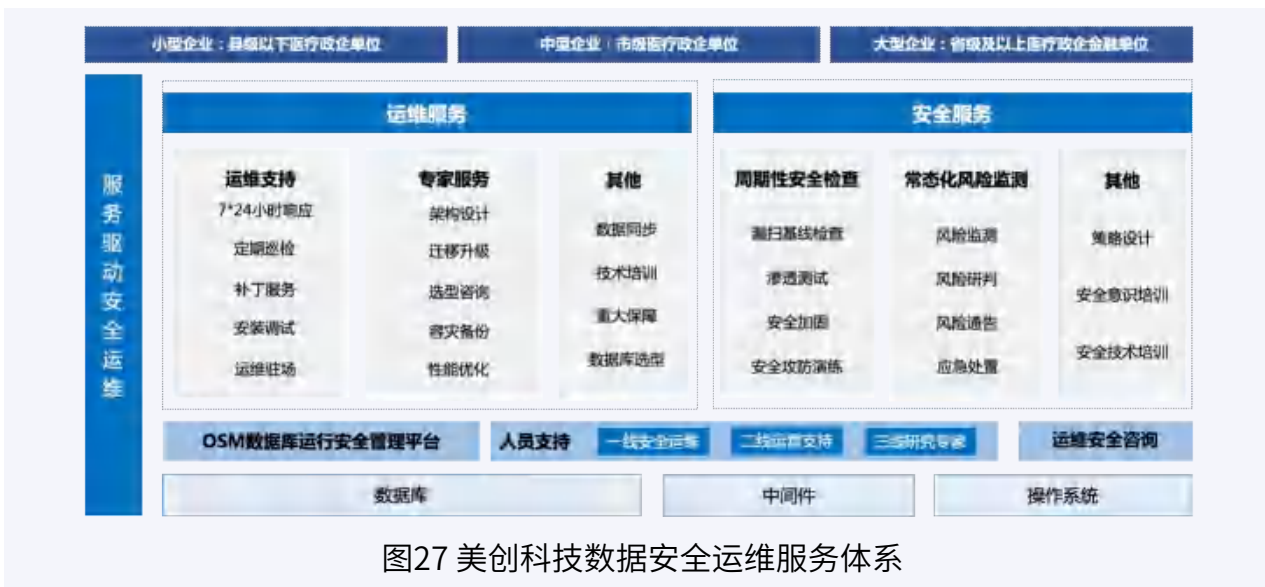 小型企业：县级以下医疗政企单位
中型企业：市级医疗政企单位
大型企业：省级及以上医疗政企金融单位
服务驱动安全运维
运维服务
运维支持
7*24小时响应
定期巡检
补丁服务
安装调试
运维驻场
专家服务
架构设计
迁移升级
选型咨询
容灾备份
性能优化
其他
数据同步
技术培训
重大保障
数据库选型
安全服务
周期性安全检查
漏扫基线检查
渗透测试
安全加固
安全攻防演练
常态化风险监测
风险监测
风险研判
风险通告
应急处置
其他
策略设计
安全意识培训
安全技术培训
OSM数据库运行安全管理平台
人员支持
一线安全运维
二线运营支持
三线研究专家
运维安全咨询
数据库
中间件
操作系统
图27 美创科技数据安全运维服务体系